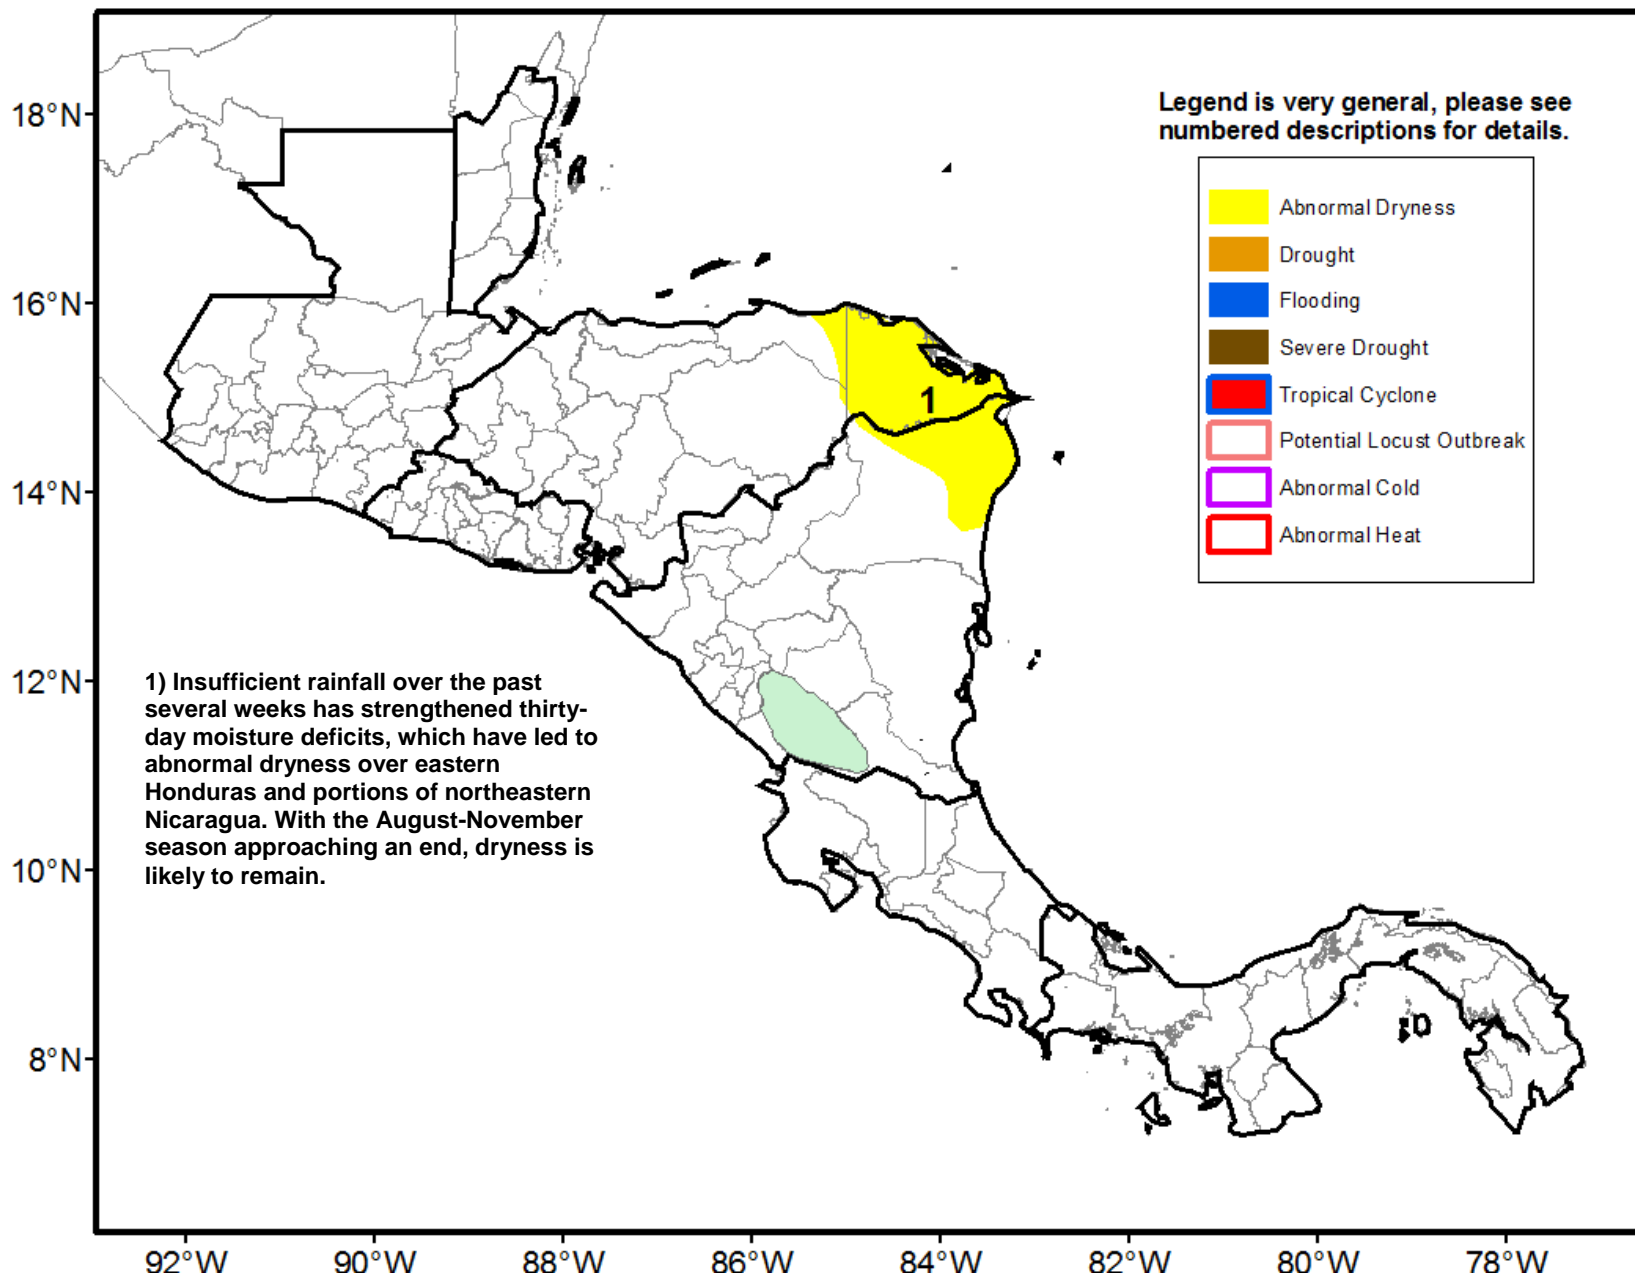 Legend is very general, please see
numbered descriptions for details.
Abnormal Dryness
Drought
Flooding
Severe Drought
Tropical Cyclone
Potential Locust Outbreak
Abnormal Cold
Abnormal Heat
18°N
16°N
14°N
12°N
10°N
8°N
1
1) Insufficient rainfall over the past
several weeks has strengthened thirty-
day moisture deficits, which have led to
abnormal dryness over eastern
Honduras and portions of northeastern
Nicaragua. With the August-November
season approaching an end, dryness is
likely to remain.
92°W 90°W 88°W 86°W 84°W 82°W 80°W 78°W